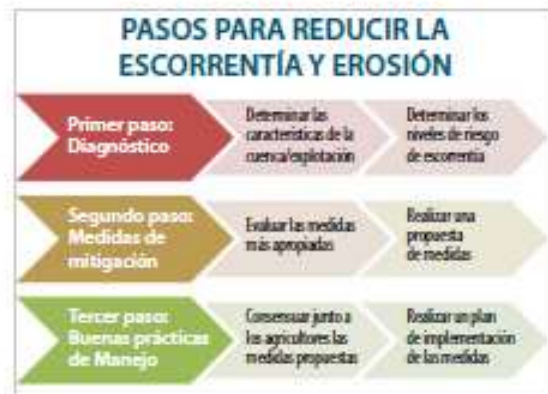 PASOS PARA REDUCIR LA
ESCORRENTÍA Y EROSIÓN
Primer paso:
Diagnóstico
Determinar las
características de la
cuenca/explotación
Determinar los
niveles de riesgo
de escorrentía
Segundo paso:
Medidas de
mitigación
Evaluar las medidas
más apropiadas
Realizar una
propuesta
de medidas
Tercer paso:
Buenas prácticas
de Manejo
Consensuar junto a
los agricultores las
medidas propuestas
Realizar un plan
de implementación
de las medidas